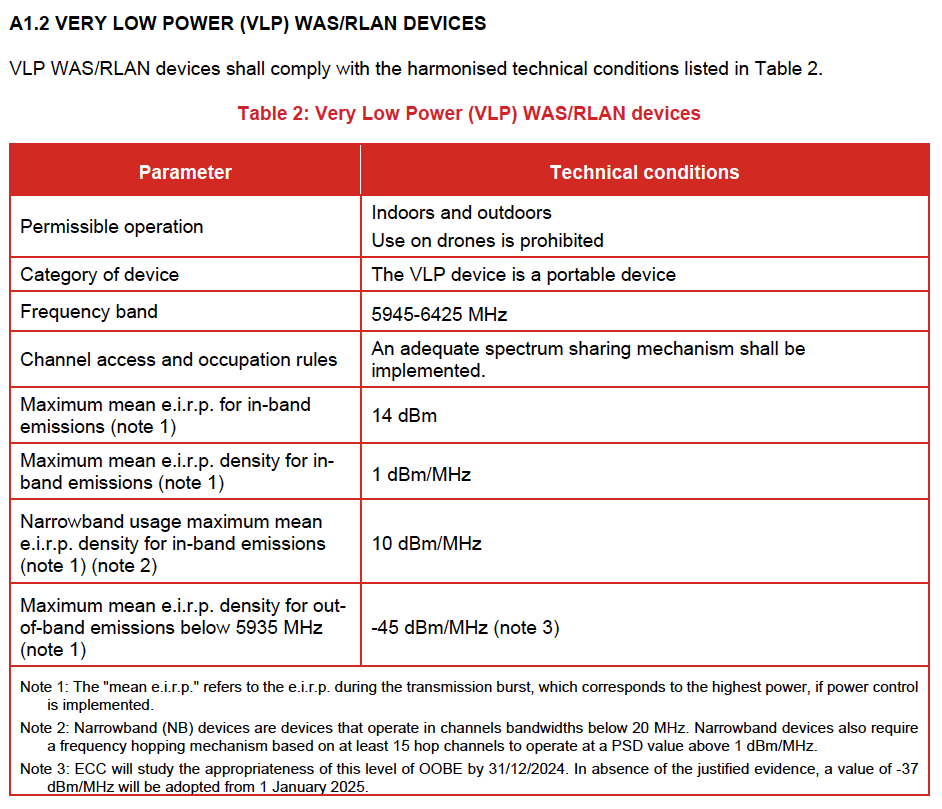 A1.2 VERY LOW POWER (VLP) WAS/RLAN DEVICES
VLP WAS/RLAN devices shall comply with the harmonised technical conditions listed in Table 2.
Table 2: Very Low Power (VLP) WAS/RLAN devices
Parameter
Technical conditions
Permissible operation
Indoors and outdoors
Use on drones is prohibited
Category of device
The VLP device is a portable device
Frequency band
5945-6425 MHz
Channel access and occupation rules
An adequate spectrum sharing mechanism shall be
implemented.
Maximum mean e.i.r.p. for in-band
emissions (note 1)
14 dBm
Maximum mean e.i.r.p. density for in-
band emissions (note 1)
1 dBm/MHz
Narrowband usage maximum mean
e.i.r.p. density for in-band emissions
(note 1) (note 2)
10 dBm/MHz
Maximum mean e.i.r.p. density for out-
of-band emissions below 5935 MHz
(note 1)
-45 dBm/MHz (note 3)
Note 1: The "mean e.i.r.p." refers to the e.i.r.p. during the transmission burst, which corresponds to the highest power, if power control
is implemented.
Note 2: Narrowband (NB) devices are devices that operate in channels bandwidths below 20 MHz. Narrowband devices also require
a frequency hopping mechanism based on at least 15 hop channels to operate at a PSD value above 1 dBm/MHz.
Note 3: ECC will study the appropriateness of this level of OOBE by 31/12/2024. In absence of the justified evidence, a value of -37
dBm/MHz will be adopted from 1 January 2025.